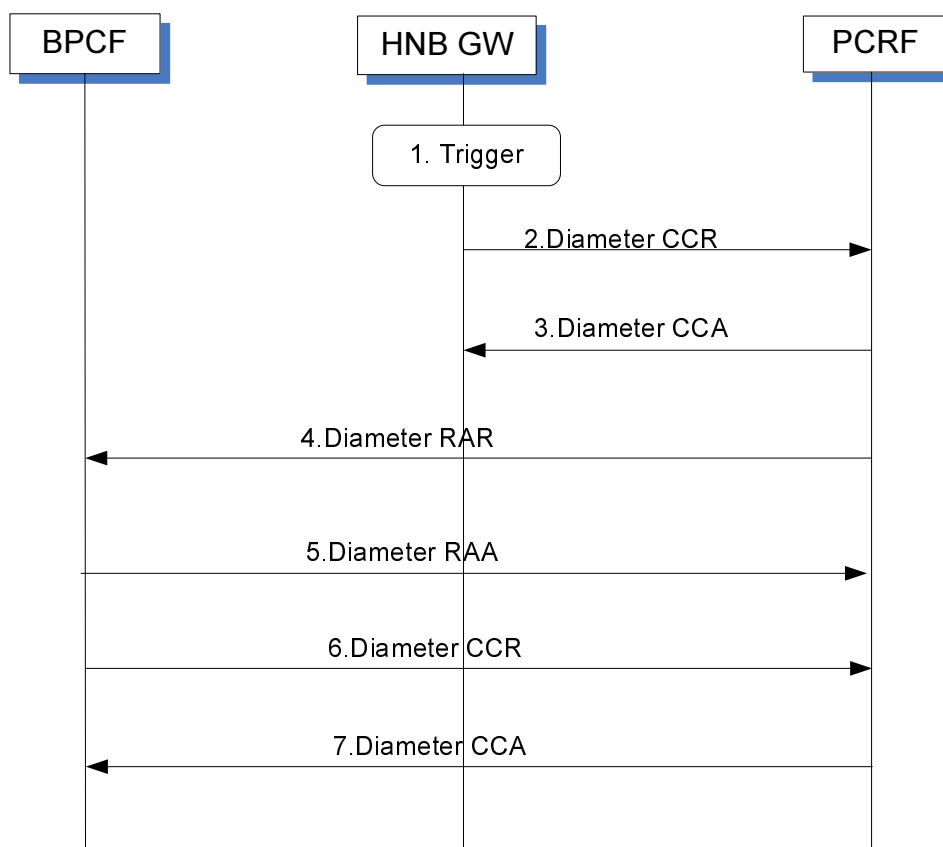 BPCF
HNB GW
PCRF
1. Trigger
2.Diameter CCR
3.Diameter CCA
4.Diameter RAR
5.Diameter RAA
6.Diameter CCR
7.Diameter CCA